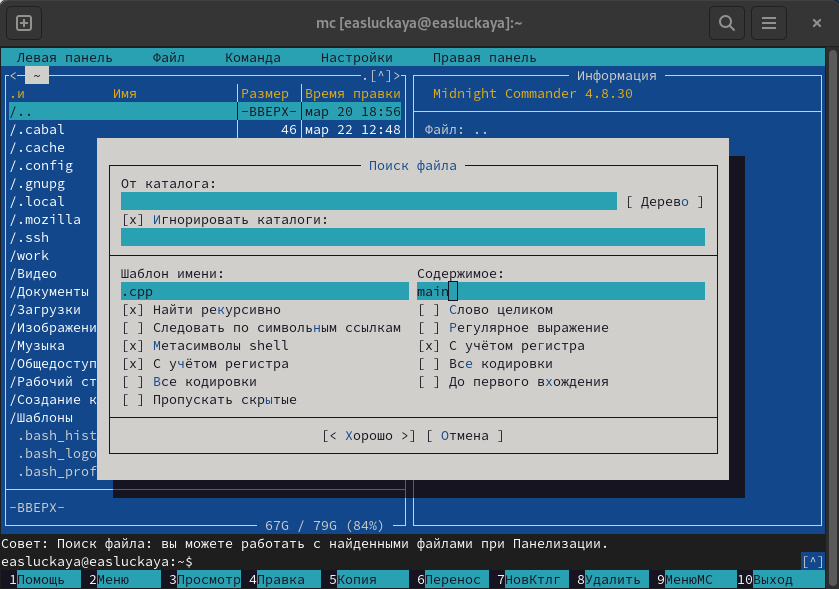 mc [easluckaya@easluckaya]:~
Левая панель Файл Команда Настройки Правая панель
<— ~ .[^]> Информация
.и Имя Размер Время правки Midnight Commander 4.8.30
/.. -ВВЕРХ- мар 20 18:56
/.cabal 46 мар 22 12:48 Файл: ..
/.cache
/.config
/.gnupg
/.local
/.mozilla
/.ssh
/work
/Видео
/Документы
/Загрузки
/Изображени
/Музыка
/Общедоступ
/Рабочий ст
/Создание к
/Шаблоны
.bash_hist
.bash_logo
.bash_prof
-ВВЕРХ-
67G / 79G (84%)
Поиск файла
От каталога:
[ Дерево ]
[x] Игнорировать каталоги:
Шаблон имени: Содержимое:
.cpp main
[x] Найти рекурсивно [ ] Слово целиком
[ ] Следовать по символьным ссылкам [ ] Регулярное выражение
[x] Метасимволы shell [x] С учётом регистра
[x] С учётом регистра [ ] Все кодировки
[ ] Все кодировки [ ] До первого вхождения
[ ] Пропускать скрытые
[< Хорошо >] [ Отмена ]
Совет: Поиск файла: вы можете работать с найденными файлами при Панелизации.
easluckaya@easluckaya:~$ [^]
1Помощь 2Меню 3Просмотр 4Правка 5Копия 6Перенос 7НовКтлг 8Удалить 9МенюМС 10Выход